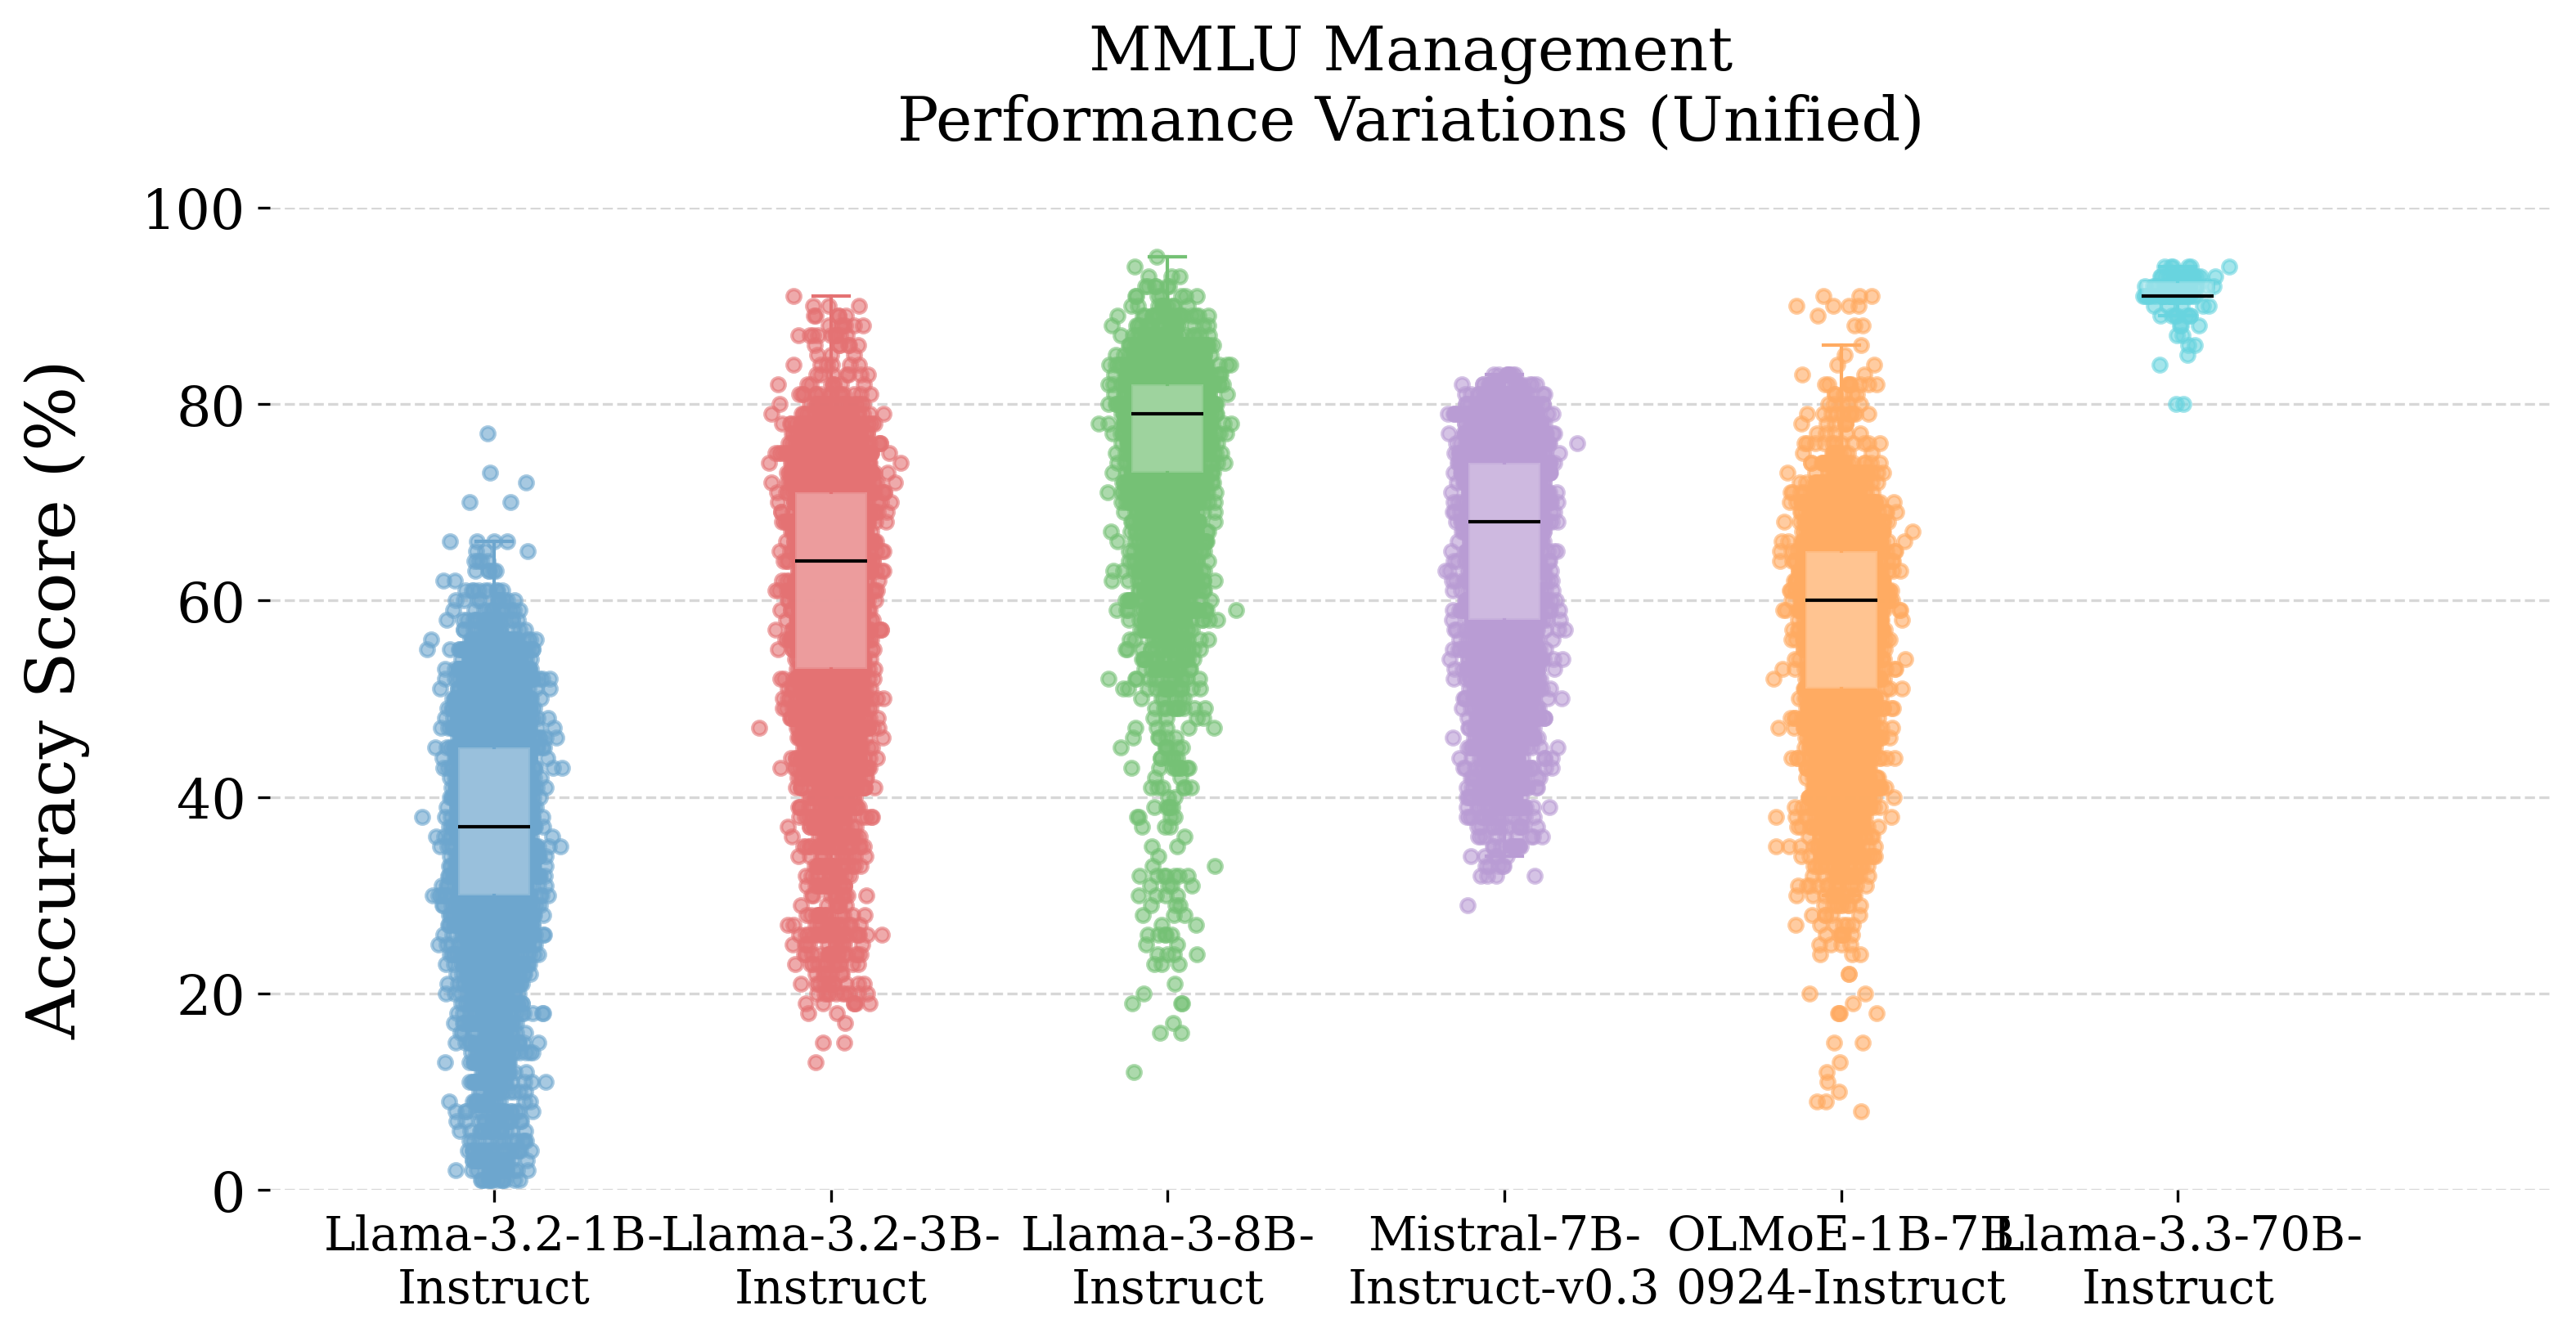 MMLU Management
Performance Variations (Unified)
Accuracy Score (%)
100
80
60
40
20
0
Llama-3.2-1B-
Instruct
Llama-3.2-3B-
Instruct
Llama-3-8B-
Instruct
Mistral-7B-
Instruct-v0.3
OLMoE-1B-7B
0924-Instruct
Llama-3.3-70B-
Instruct